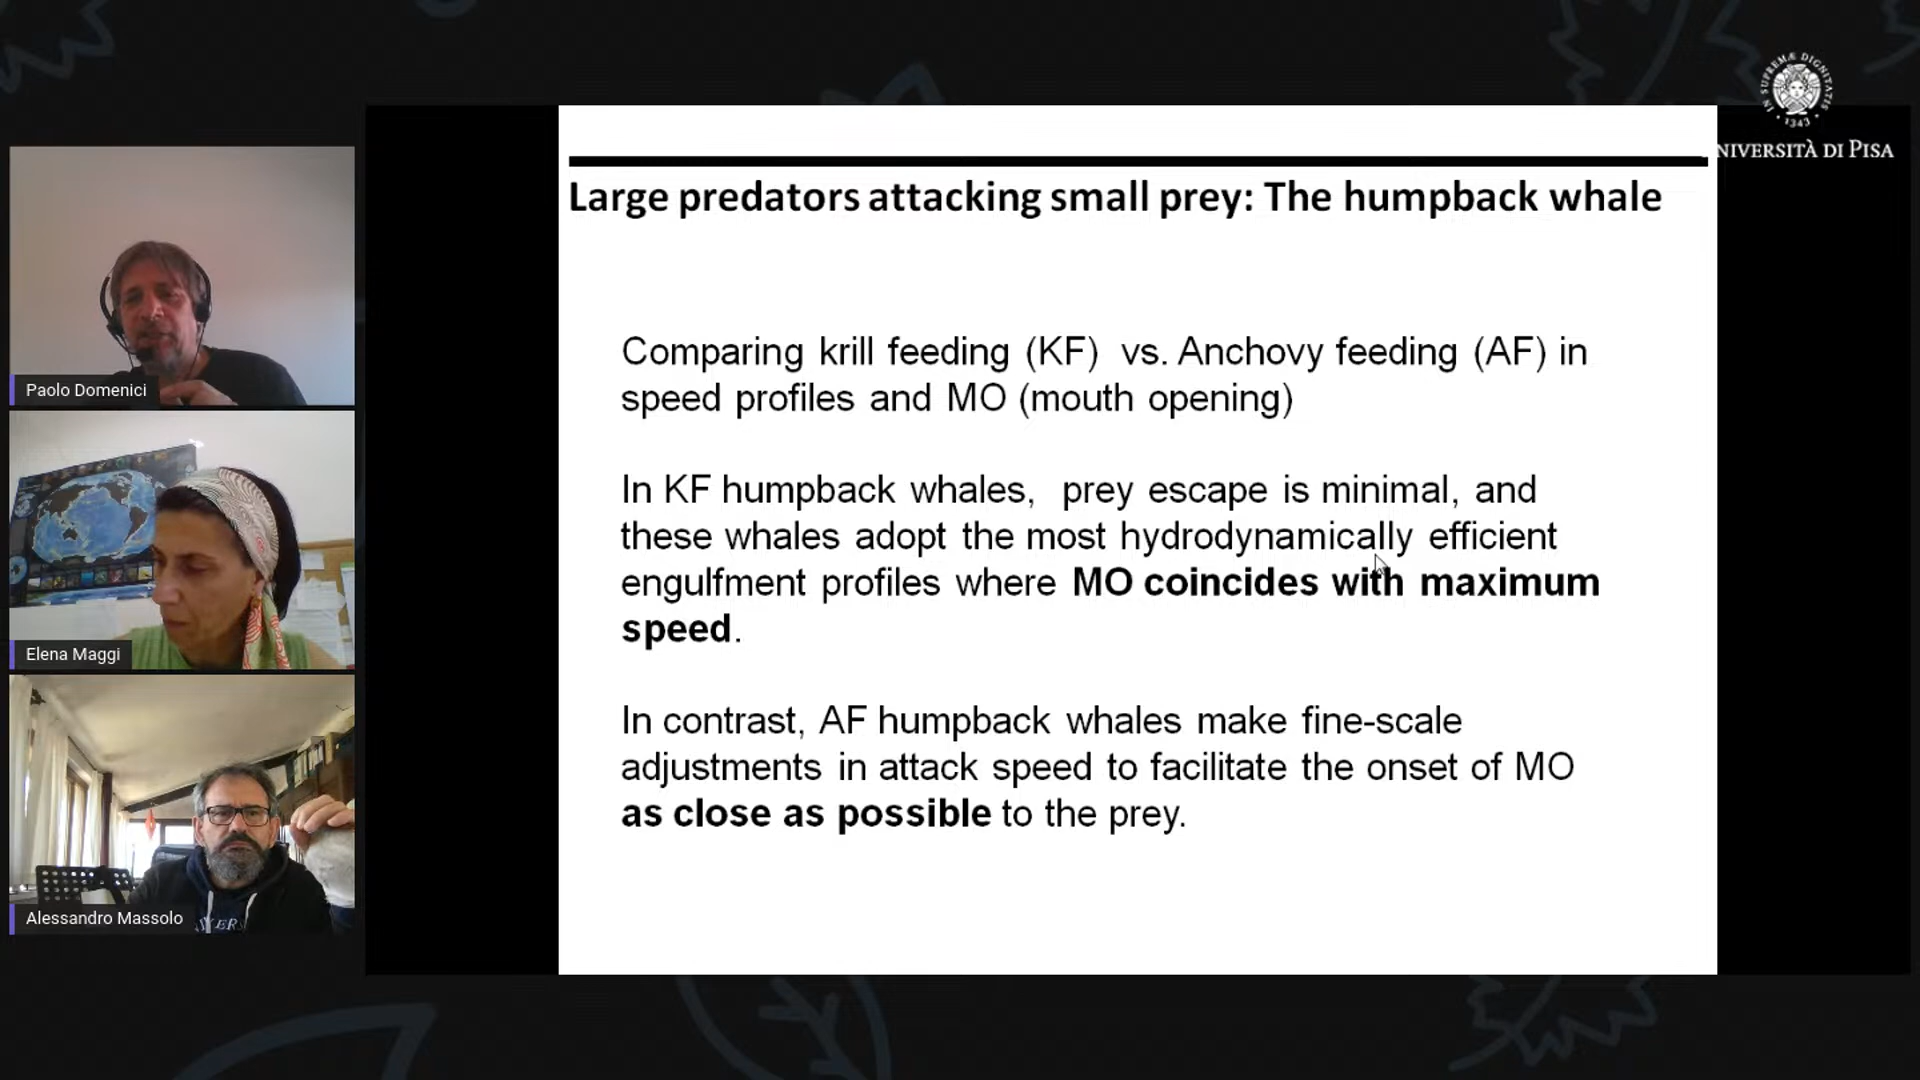 IN SUPREMÆ DIGNITATIS
1343
NIVERSITÀ DI PISA
Large predators attacking small prey: The humpback whale
Comparing krill feeding (KF) vs. Anchovy feeding (AF) in
speed profiles and MO (mouth opening)
In KF humpback whales, prey escape is minimal, and
these whales adopt the most hydrodynamically efficient
engulfment profiles where MO coincides with maximum
speed.
In contrast, AF humpback whales make fine-scale
adjustments in attack speed to facilitate the onset of MO
as close as possible to the prey.
Paolo Domenici
Elena Maggi
Alessandro Massolo